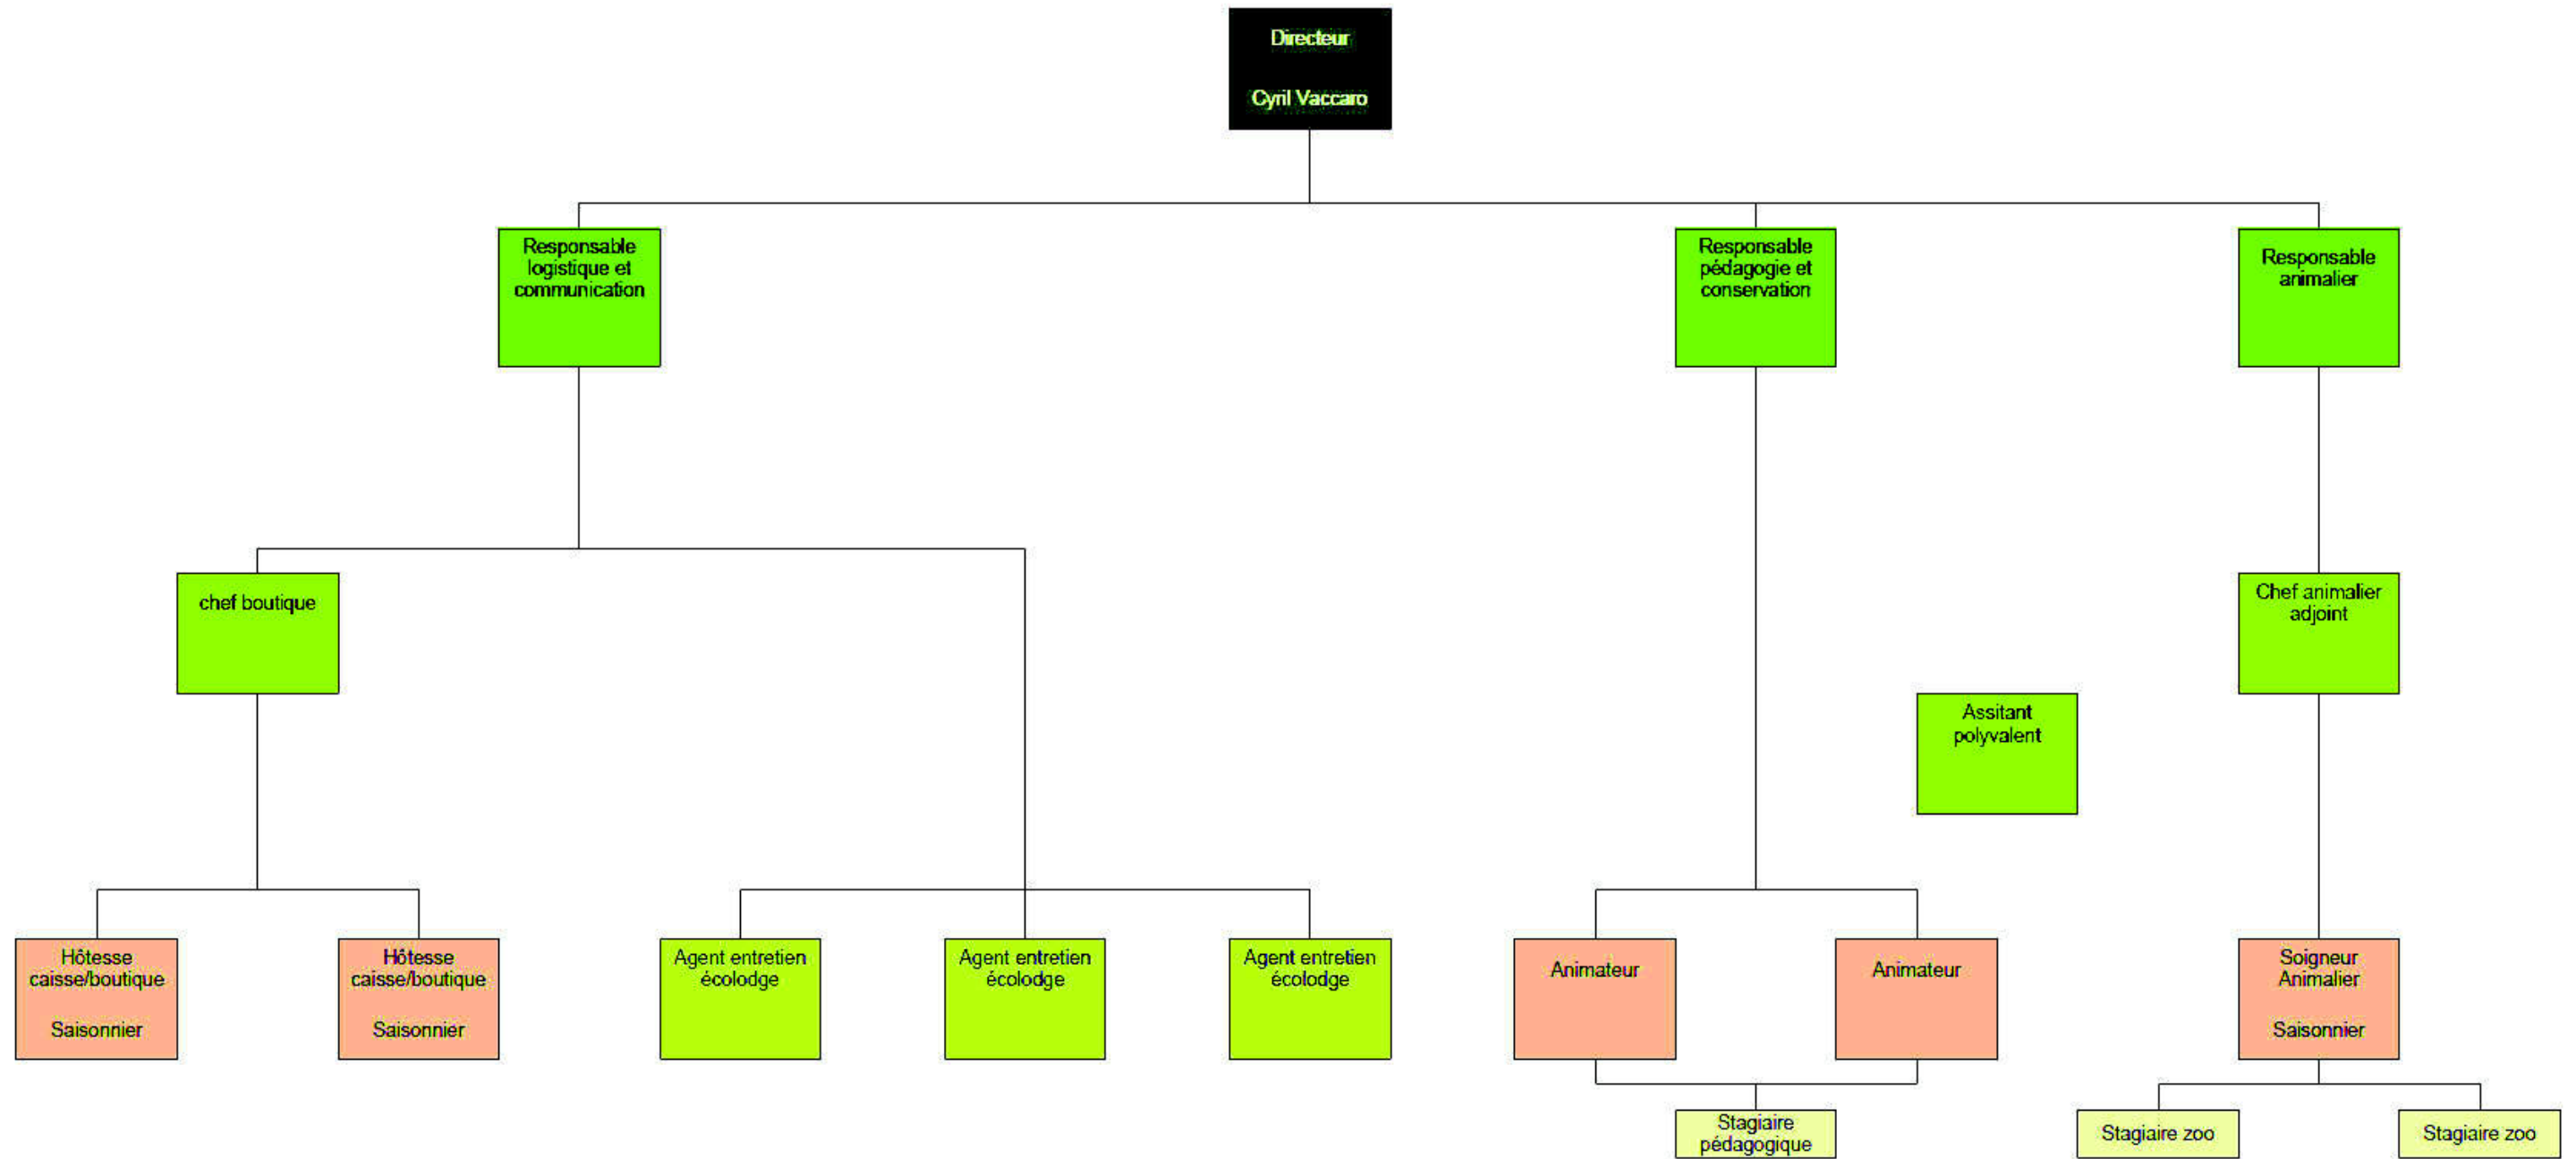 Directeur
Cyril Vaccaro
Responsable
logistique et
communication
Responsable
pédagogie et
conservation
Responsable
animalier
chef boutique
Chef animalier
adjoint
Assitant
polyvalent
Hôtesse
caisse/boutique
Saisonnier
Hôtesse
caisse/boutique
Saisonnier
Agent entretien
écolodge
Agent entretien
écolodge
Agent entretien
écolodge
Animateur
Animateur
Soigneur
Animalier
Saisonnier
Stagiaire
pédagogique
Stagiaire zoo
Stagiaire zoo